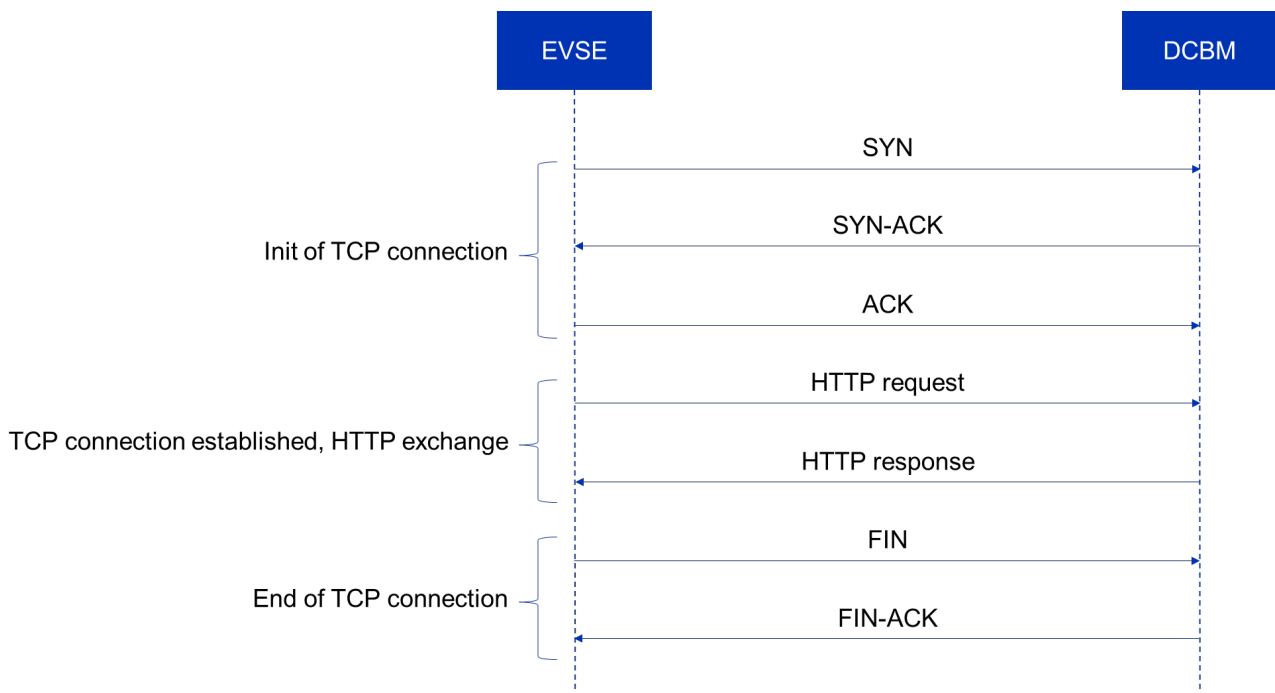 EVSE
DCBM
SYN
SYN-ACK
Init of TCP connection
ACK
HTTP request
TCP connection established, HTTP exchange
HTTP response
FIN
End of TCP connection
FIN-ACK